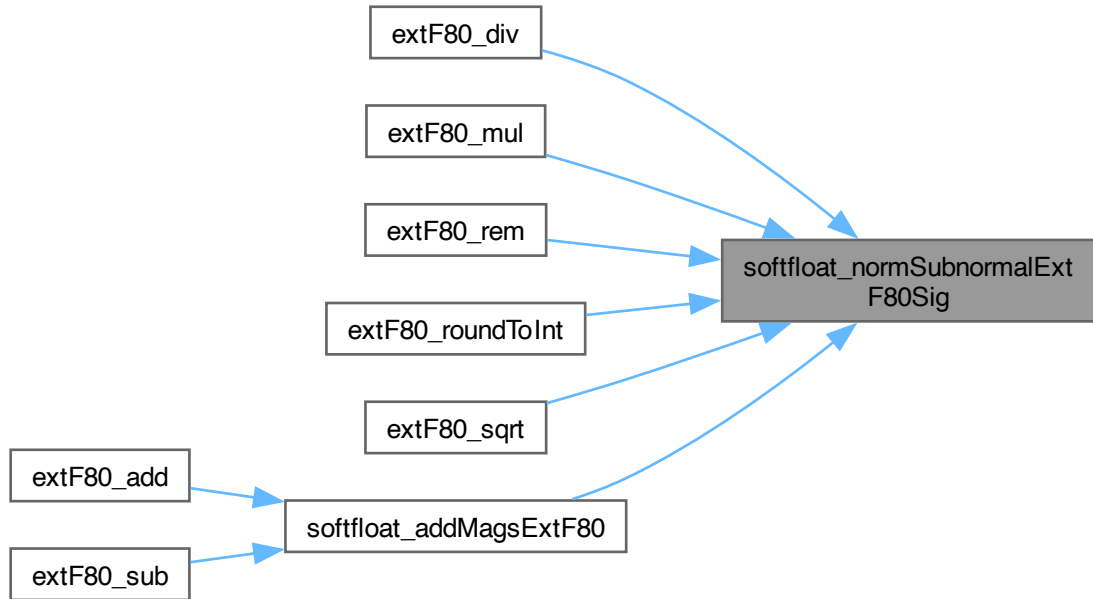 extF80_div
extF80_mul
extF80_rem
softfloat_normSubnormalExt
F80Sig
extF80_roundToInt
extF80_sqrt
extF80_add
softfloat_addMagsExtF80
extF80_sub